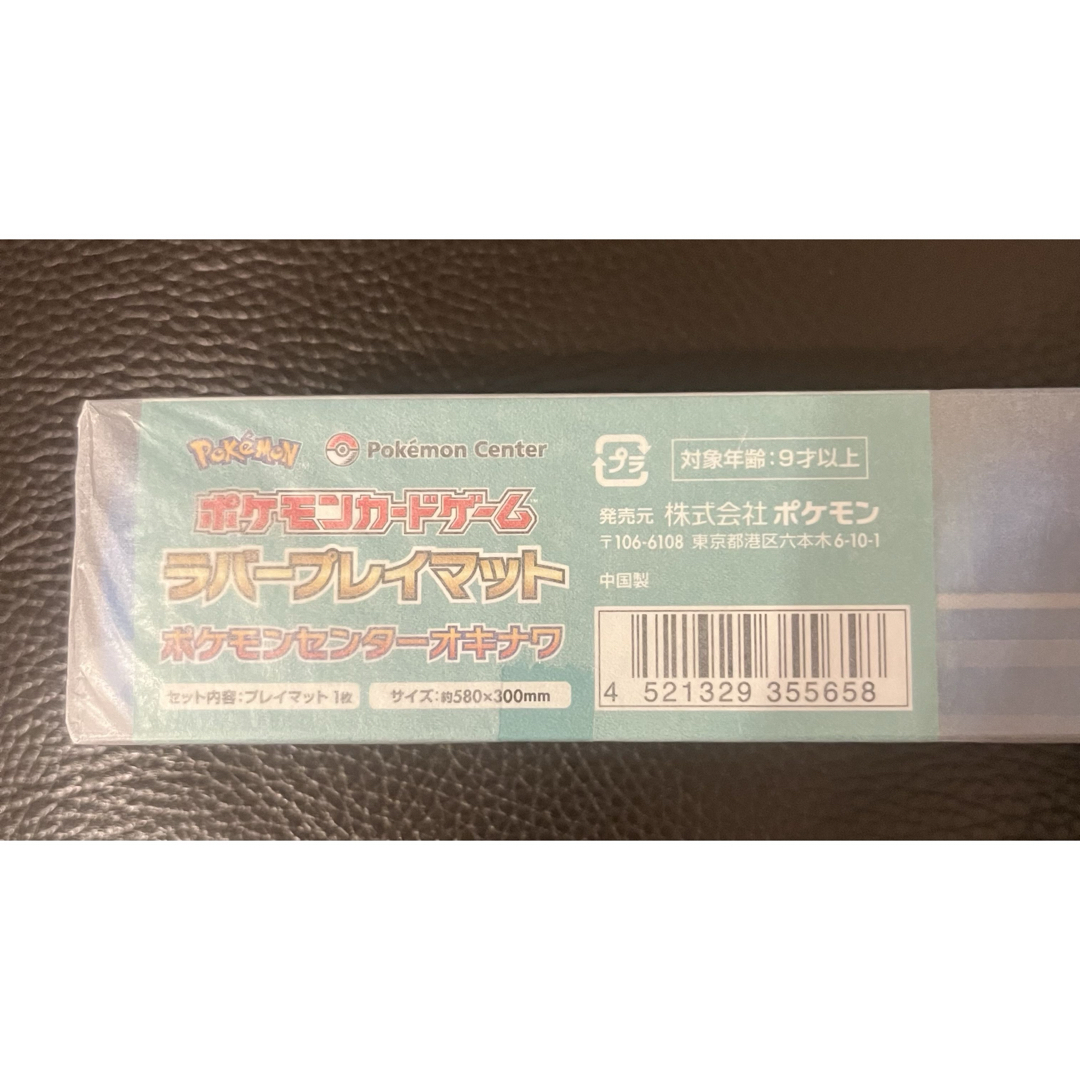 POKéMON
Pokémon Center
ポケモンカードゲーム
ラバープレイマット
ポケモンセンターオキナワ
セット内容:プレイマット 1枚
サイズ:約580×300mm
プラ
対象年齢:9才以上
発売元 株式会社 ポケモン
〒106-6108 東京都港区六本木6-10-1
中国製
4 521329 355658